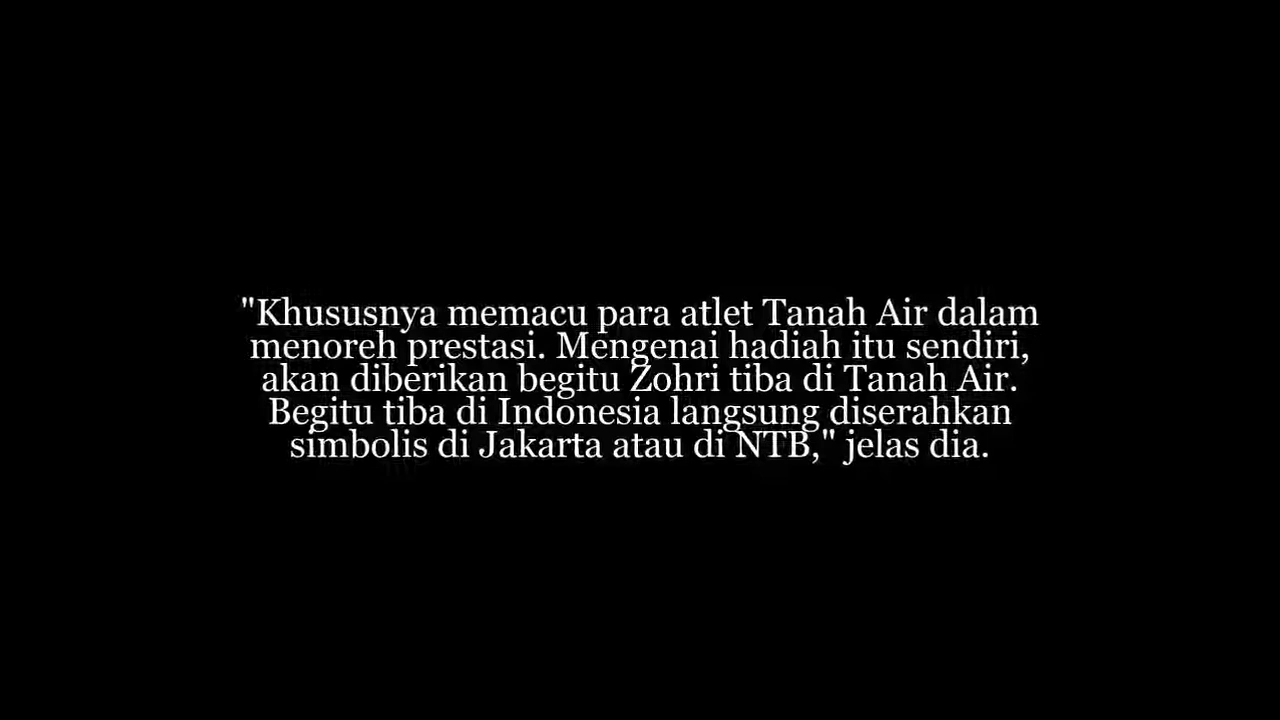 "Khususnya memacu para atlet Tanah Air dalam
menoreh prestasi. Mengenai hadiah itu sendiri,
akan diberikan begitu Zohri tiba di Tanah Air.
Begitu tiba di Indonesia langsung diserahkan
simbolis di Jakarta atau di NTB," jelas dia.